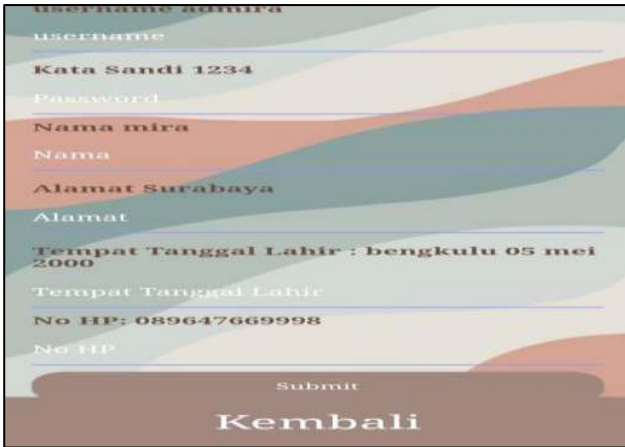 username admira
username
Kata Sandi 1234
Password
Nama mira
Nama
Alamat Surabaya
Alamat
Tempat Tanggal Lahir : bengkulu 05 mei
2000
Tempat Tanggal Lahir
No HP: 089647669998
No HP
Submit
Kembali